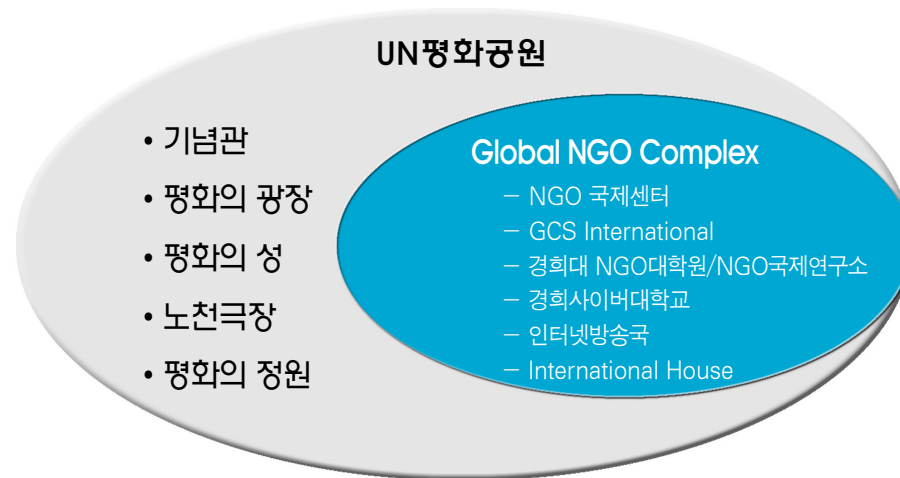 UN평화공원
• 기념관
• 평화의 광장
• 평화의 성
• 노천극장
• 평화의 정원
Global NGO Complex
– NGO 국제센터
– GCS International
– 경희대 NGO대학원/NGO국제연구소
– 경희사이버대학교
– 인터넷방송국
– International House